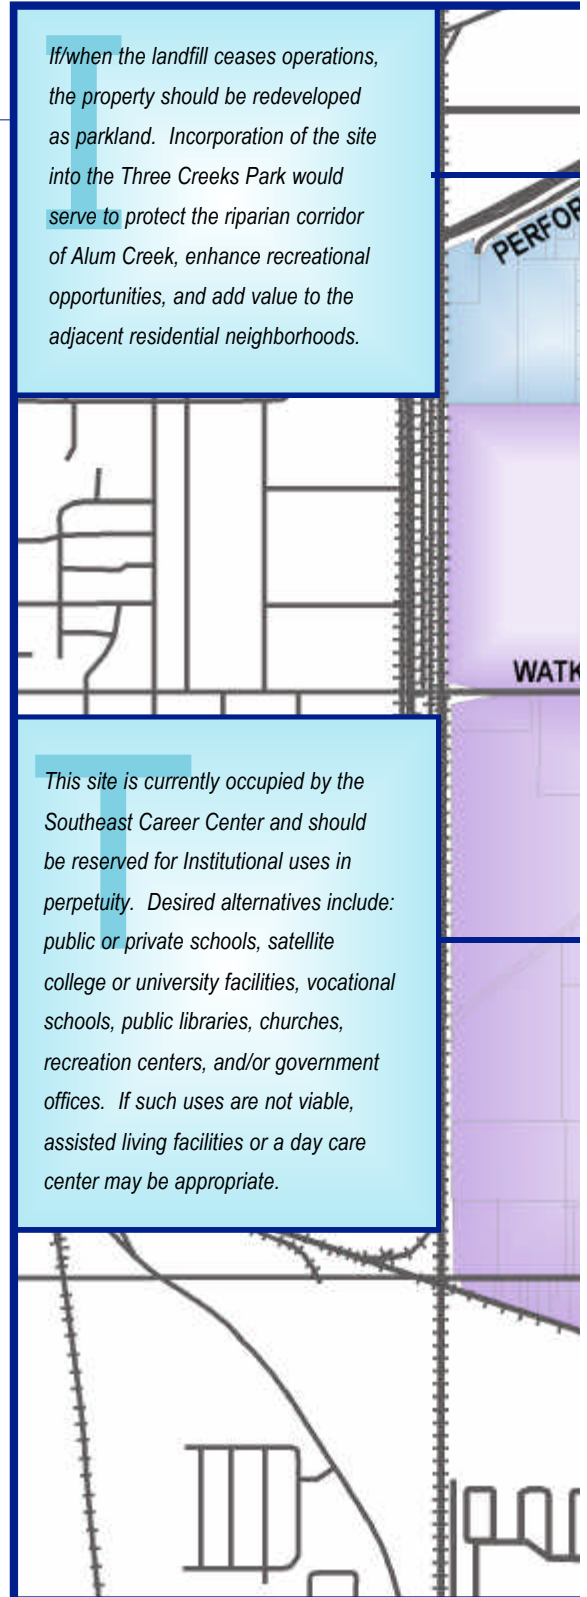 If/when the landfill ceases operations,
the property should be redeveloped
as parkland. Incorporation of the site
into the Three Creeks Park would
serve to protect the riparian corridor
of Alum Creek, enhance recreational
opportunities, and add value to the
adjacent residential neighborhoods.
PERFOR
WATK
This site is currently occupied by the
Southeast Career Center and should
be reserved for Institutional uses in
perpetuity. Desired alternatives include:
public or private schools, satellite
college or university facilities, vocational
schools, public libraries, churches,
recreation centers, and/or government
offices. If such uses are not viable,
assisted living facilities or a day care
center may be appropriate.